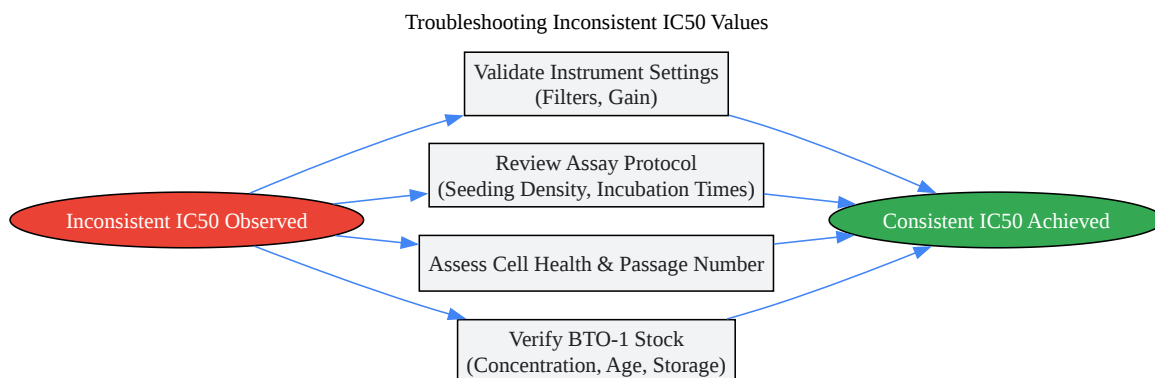 Troubleshooting Inconsistent IC50 Values
Validate Instrument Settings
(Filters, Gain)
Review Assay Protocol
(Seeding Density, Incubation Times)
Inconsistent IC50 Observed
Consistent IC50 Achieved
Assess Cell Health & Passage Number
Verify BTO-1 Stock
(Concentration, Age, Storage)